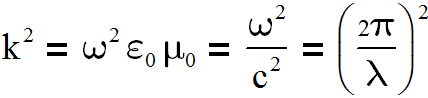 k² = ω² ε₀ μ₀ = ω²/c² = (2π/λ)²